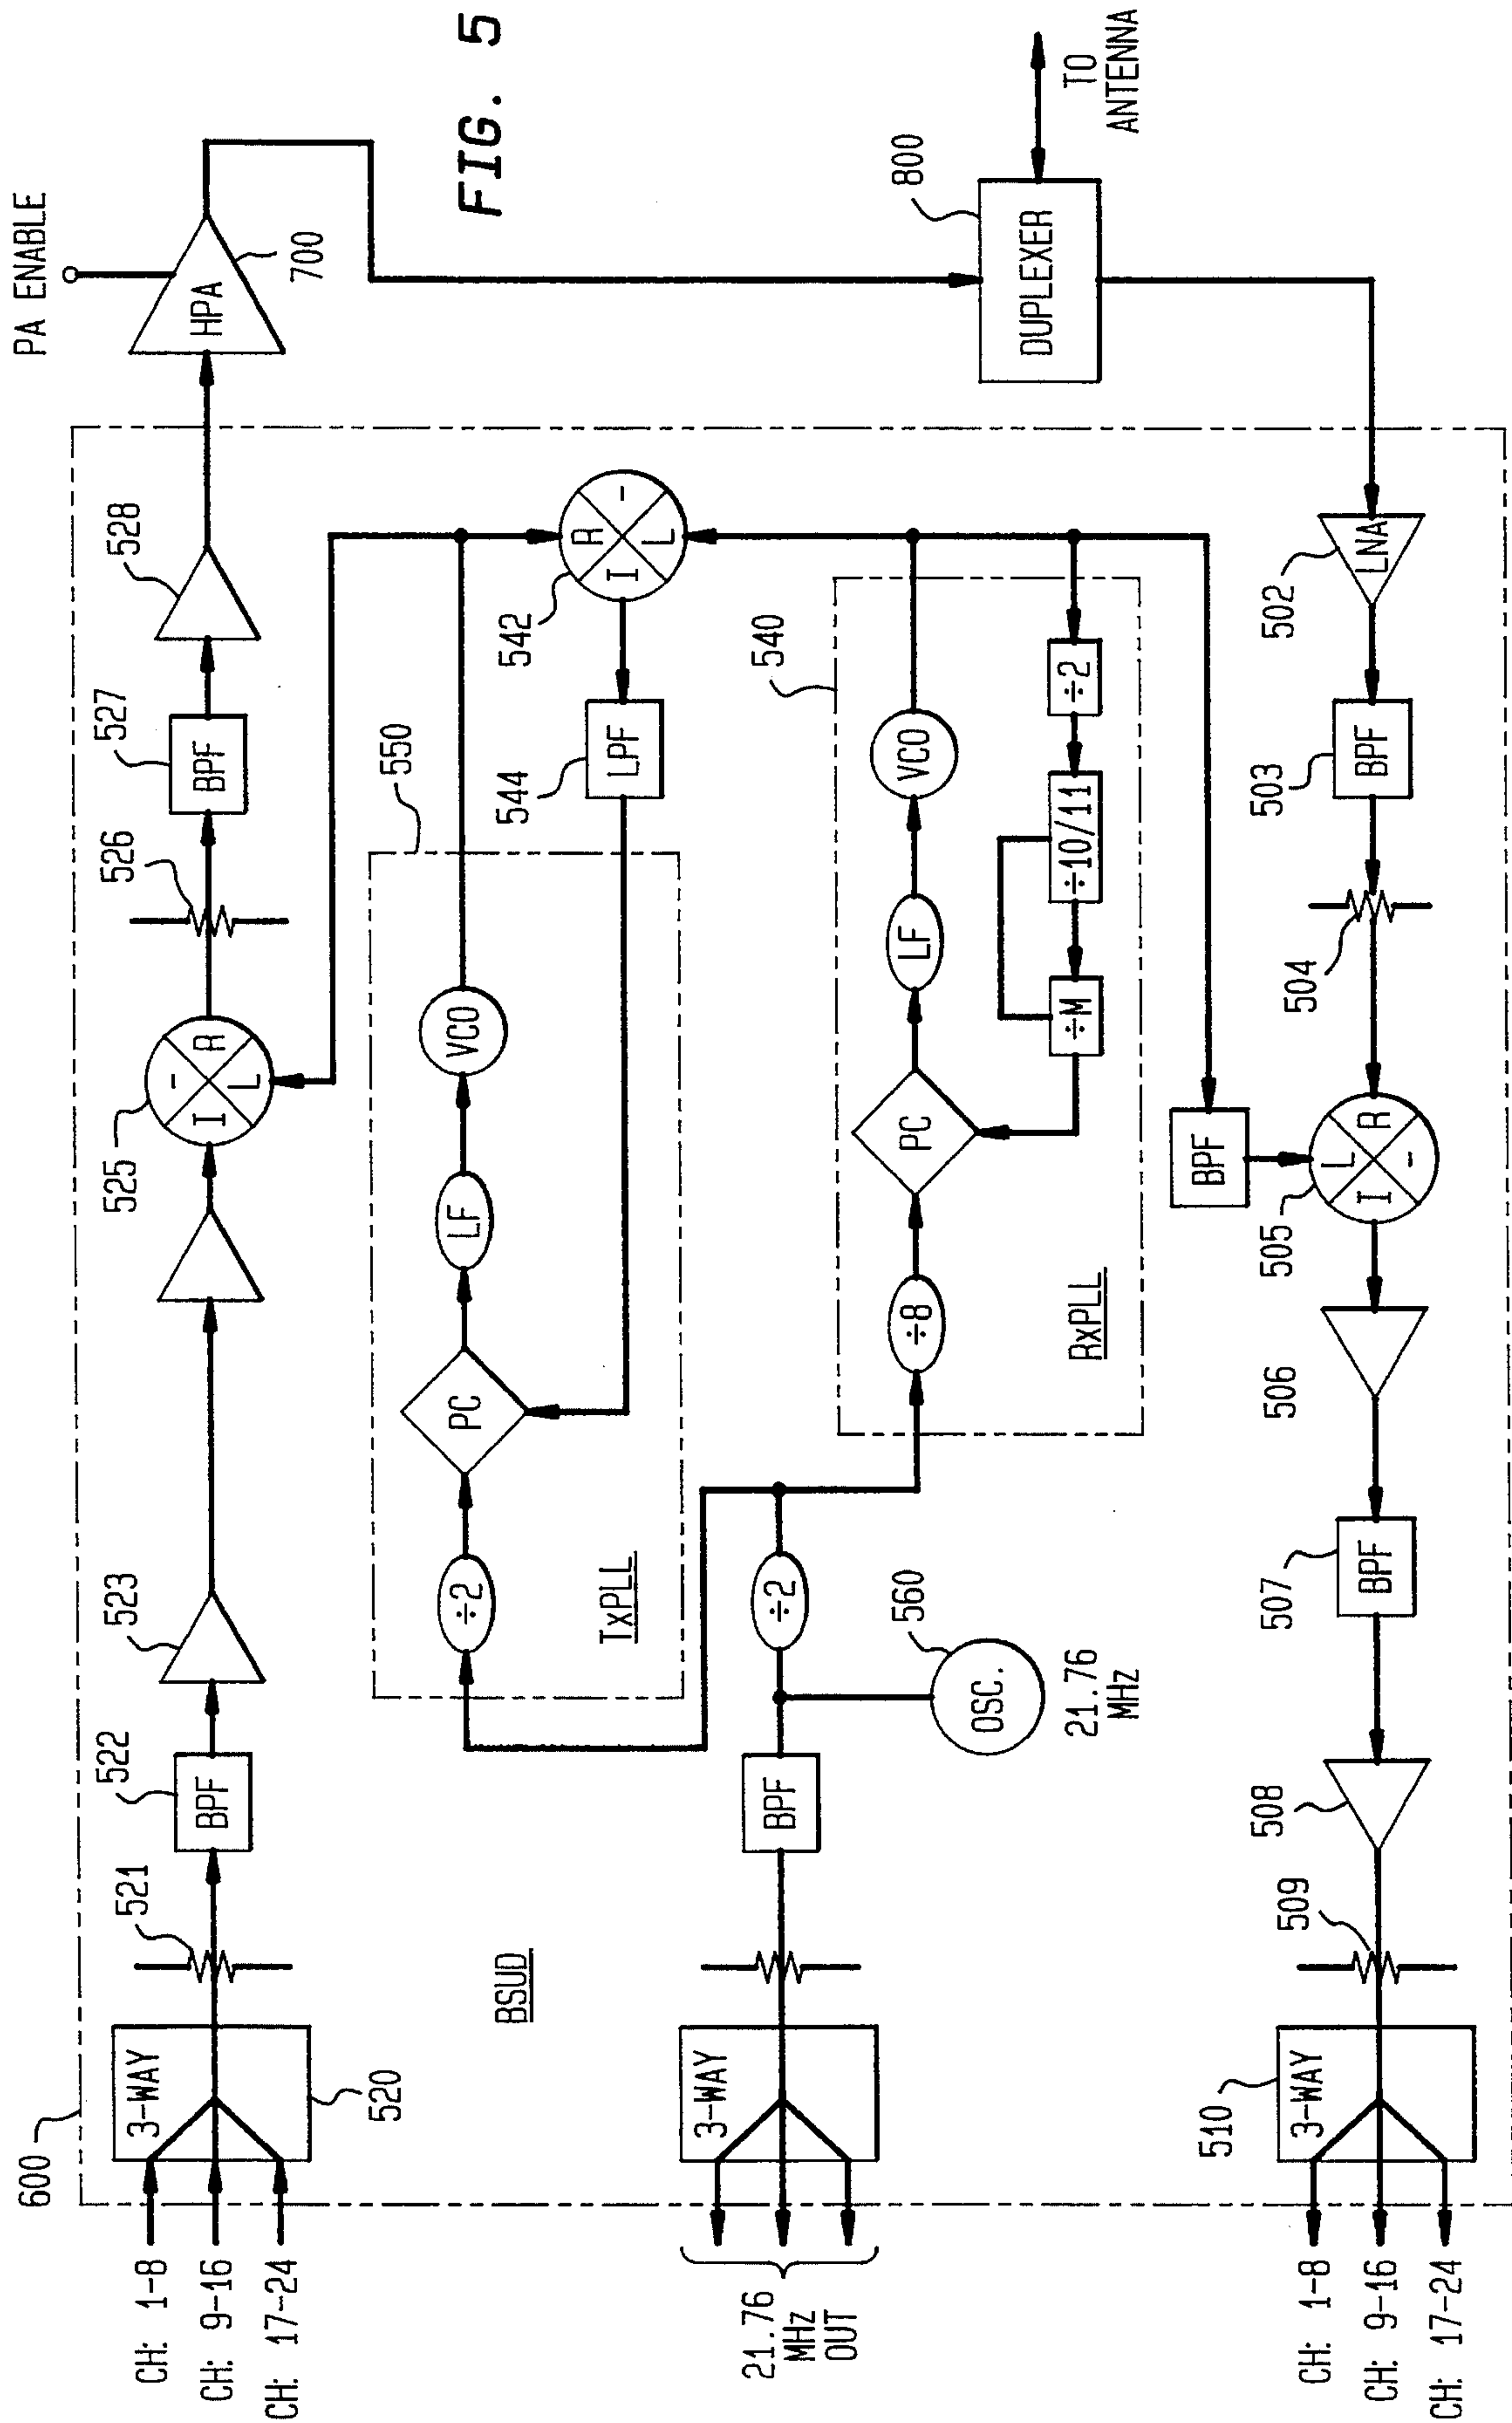 FIG. 5
600
CH: 1-8
CH: 9-16
CH: 17-24
3-WAY
520
521
522
BPF
523
525
I
-
R
L
526
527
BPF
528
PA ENABLE
HPA
700
550
÷2
PC
LF
VCO
TxPLL
542
R
-
I
L
544
LPF
800
DUPLEXER
TO
ANTENNA
BSUD
21.76
MHz
OUT
3-WAY
BPF
÷2
560
OSC.
21.76
MHz
540
÷8
PC
LF
VCO
÷M
÷10/11
÷2
RxPLL
BPF
CH: 1-8
CH: 9-16
CH: 17-24
510
3-WAY
509
508
507
BPF
506
505
L
I
R
-
504
503
BPF
502
LNA